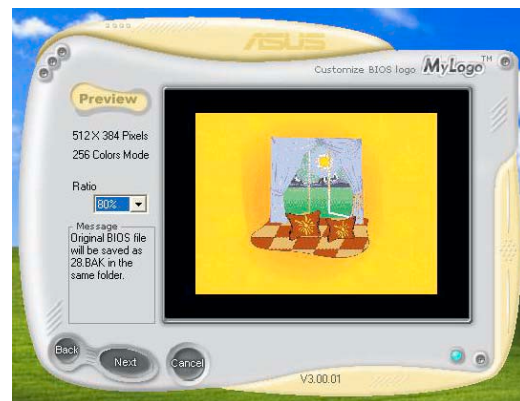 ASUS
Customize BIOS logo MyLogo™
Preview
512 X 384 Pixels
256 Colors Mode
Ratio
80%
Message
Original BIOS file
will be saved as
28.BAK in the
same folder.
Back
Next
Cancel
V3.00.01